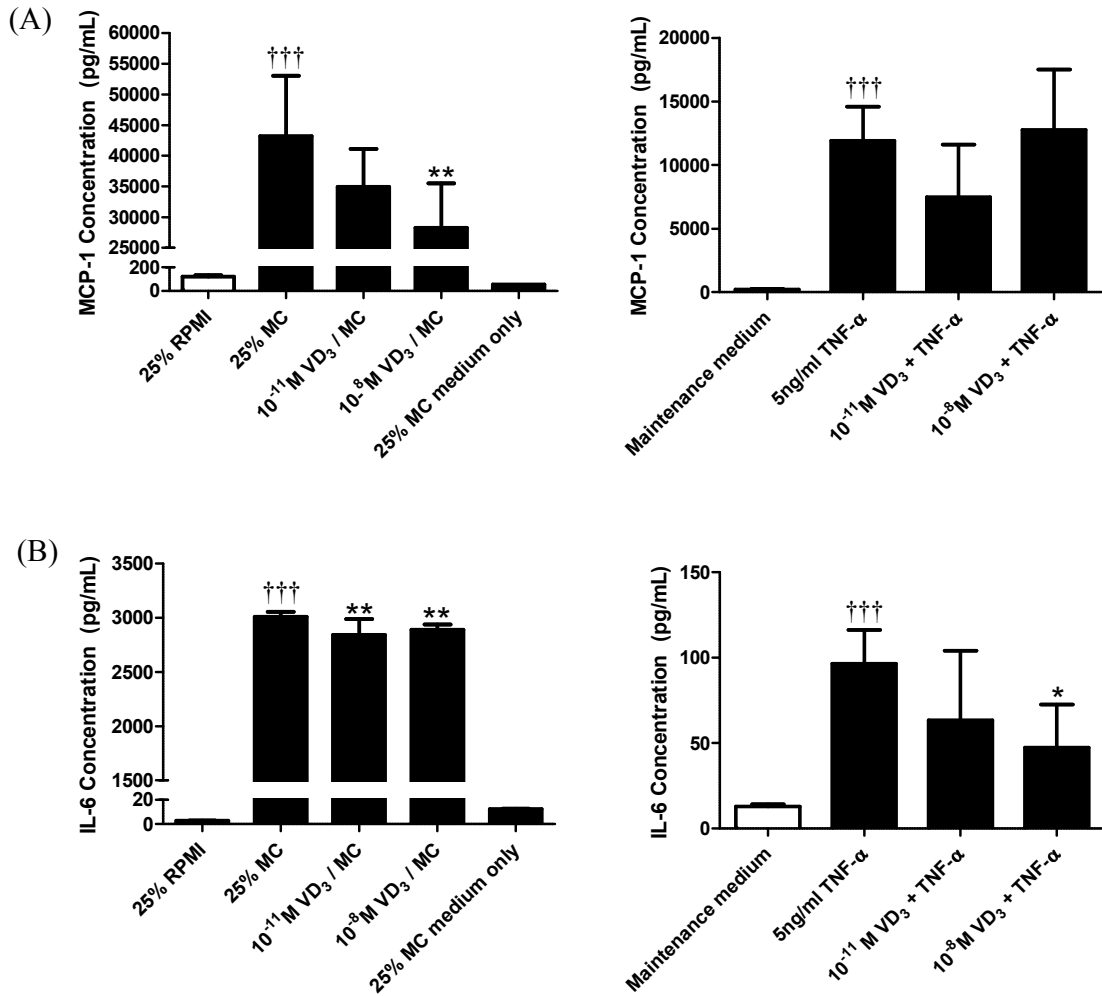 (A)
MCP-1 Concentration (pg/mL)
60000
55000
50000
45000
40000
35000
30000
25000
200
0
†††
**
25% RPMI
25% MC
10⁻¹¹M VD₃ / MC
10-⁸M VD₃ / MC
25% MC medium only
MCP-1 Concentration (pg/mL)
20000
15000
10000
5000
0
†††
Maintenance medium
5ng/ml TNF-α
10⁻¹¹M VD₃ + TNF-α
10⁻⁸M VD₃ + TNF-α
(B)
IL-6 Concentration (pg/mL)
3500
3000
2500
2000
1500
20
0
†††
**
**
25% RPMI
25% MC
10⁻¹¹M VD₃ / MC
10⁻⁸M VD₃ / MC
25% MC medium only
IL-6 Concentration (pg/mL)
150
100
50
0
†††
*
Maintenance medium
5ng/ml TNF-α
10⁻¹¹ M VD₃ + TNF-α
10⁻⁸M VD₃ + TNF-α